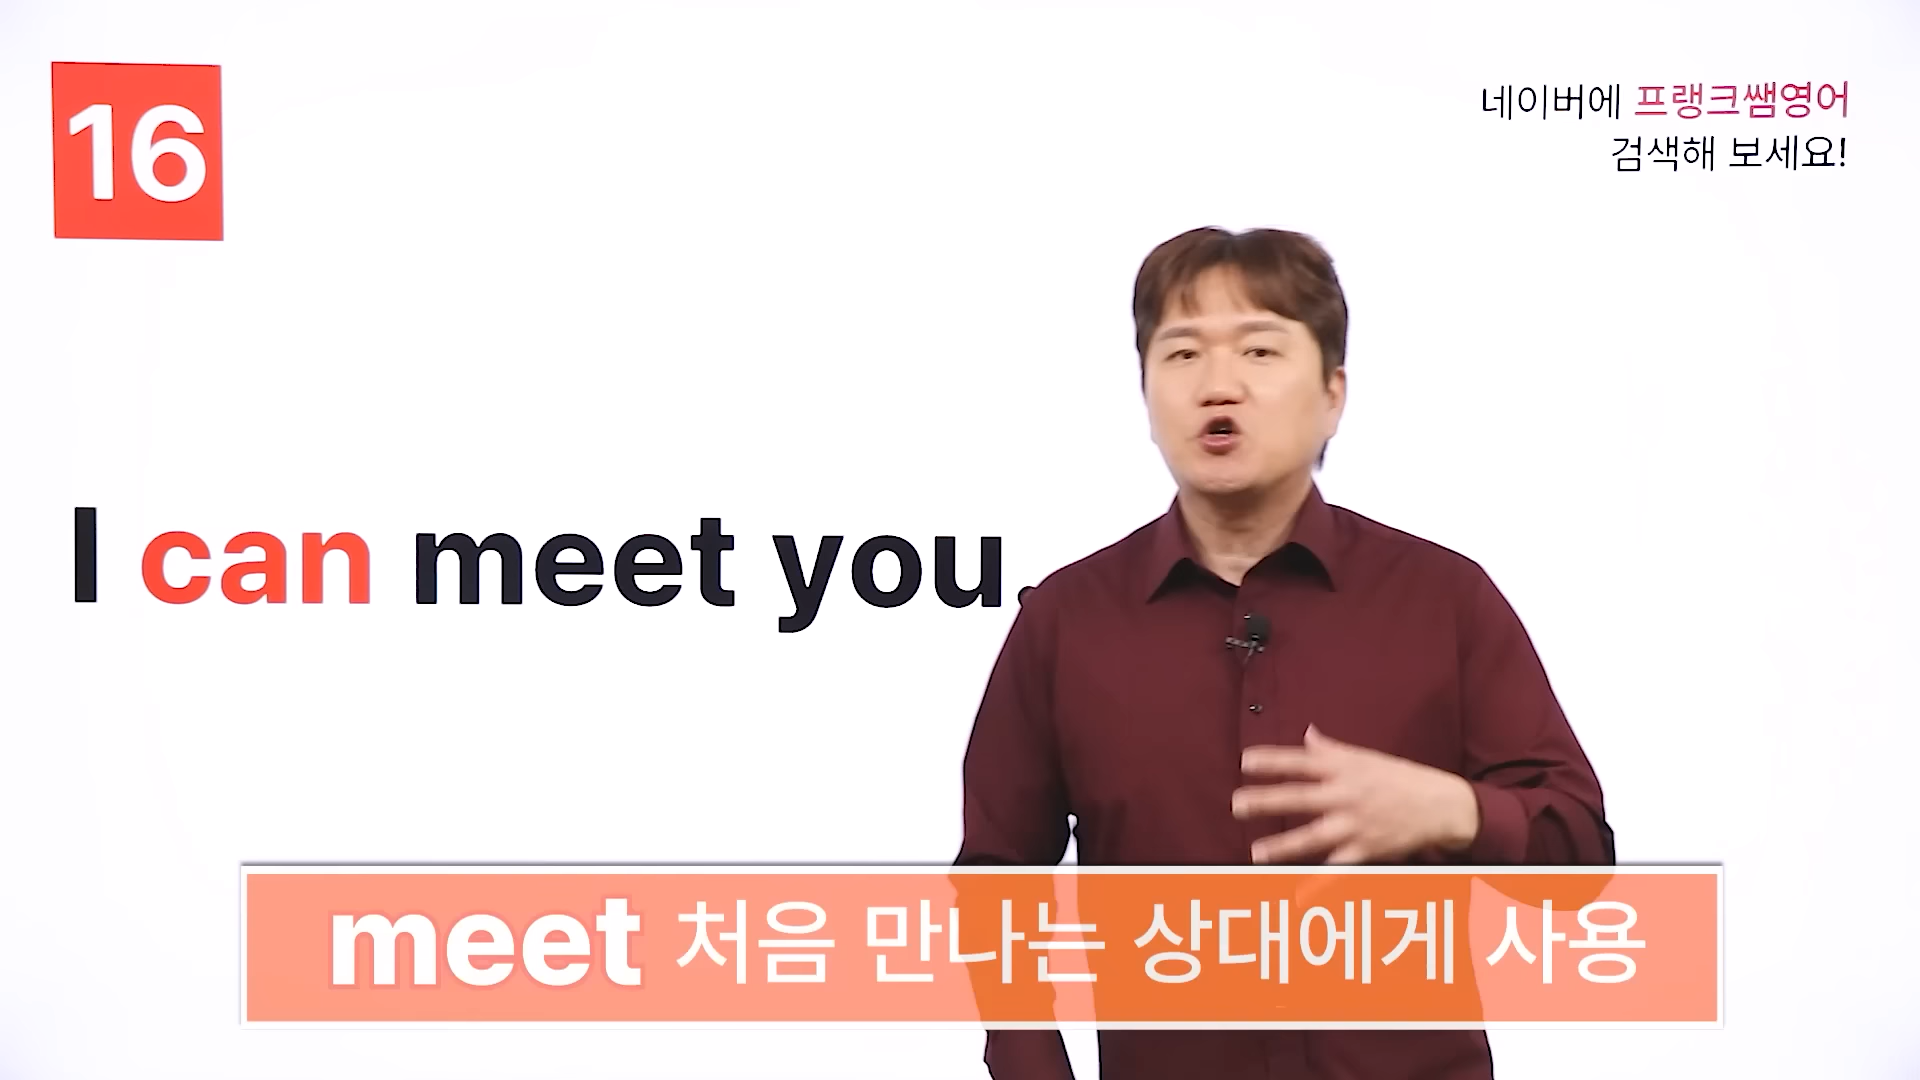 16
네이버에 프랭크쌤영어
검색해 보세요!
I can meet you.
meet 처음 만나는 상대에게 사용